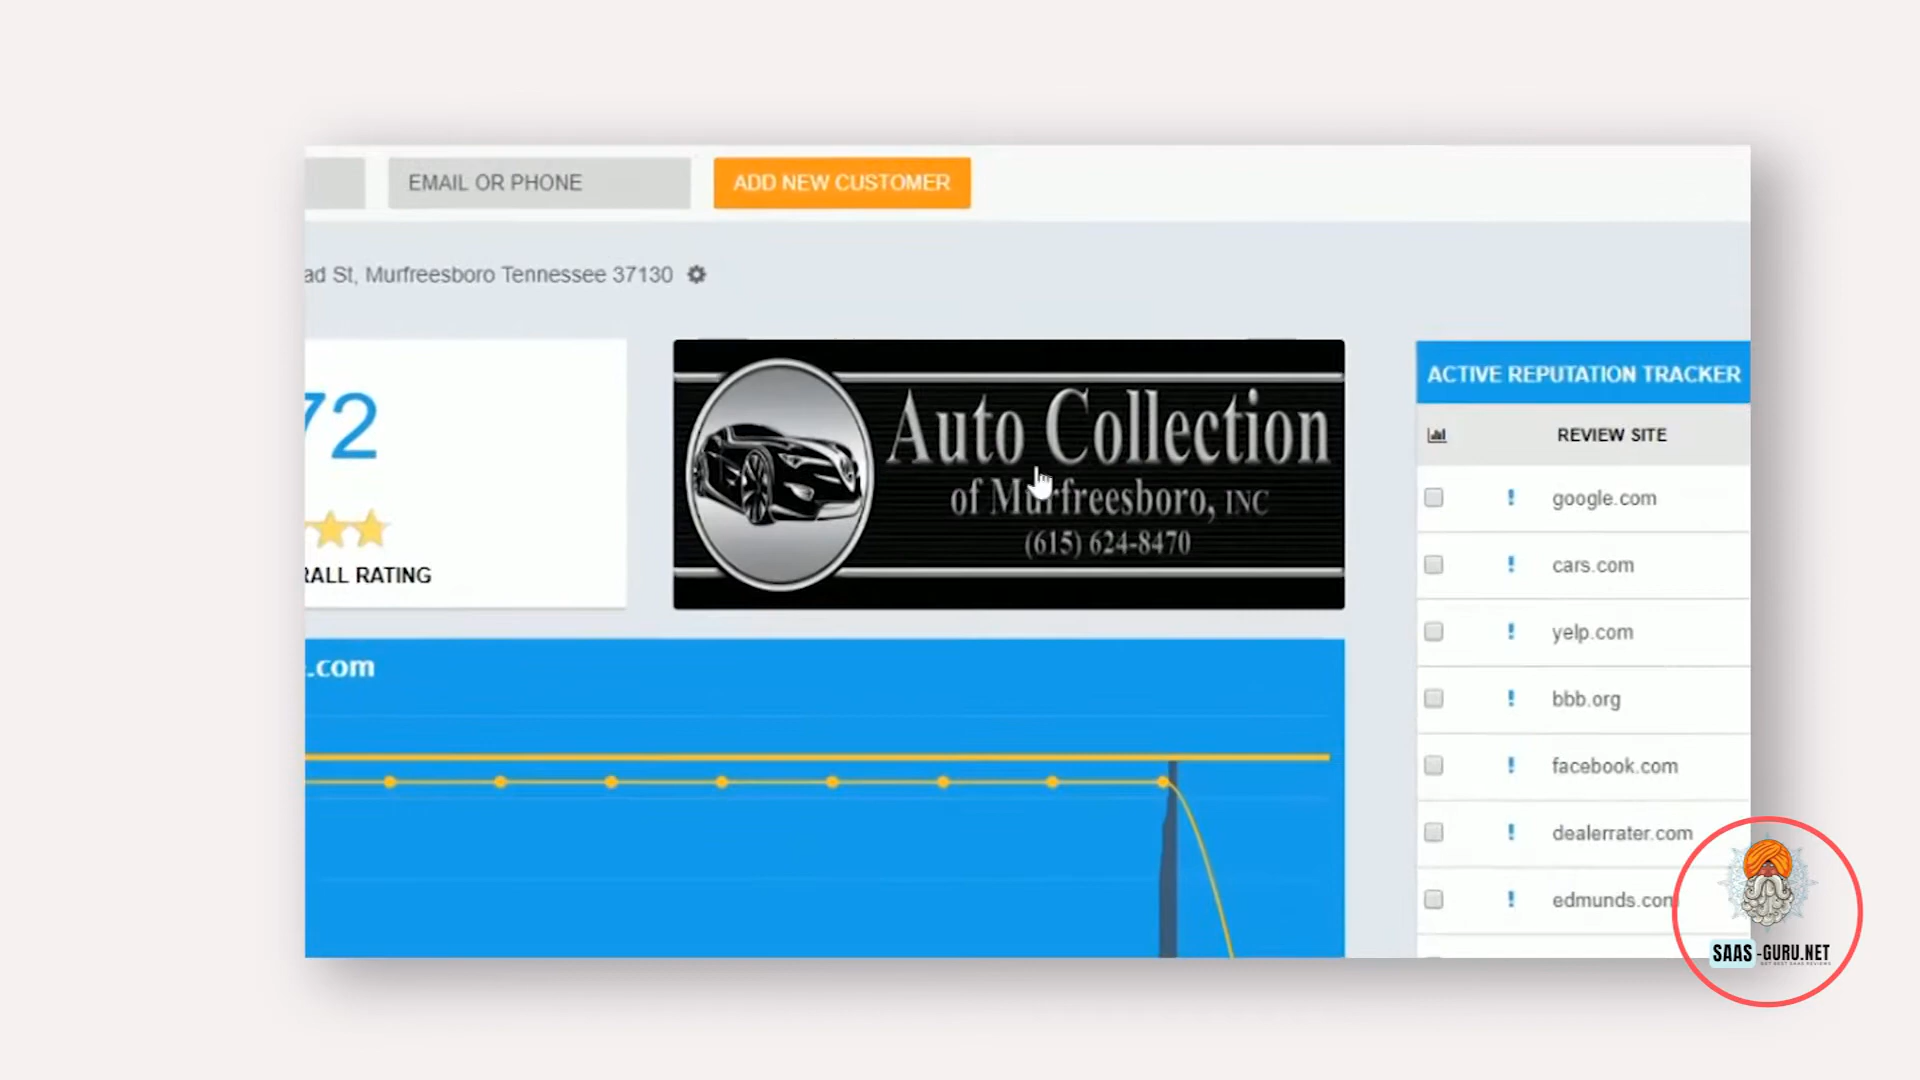 EMAIL OR PHONE
ADD NEW CUSTOMER
ad St, Murfreesboro Tennessee 37130
72
RALL RATING
Auto Collection
of Murfreesboro, INC
(615) 624-8470
.com
ACTIVE REPUTATION TRACKER
REVIEW SITE
google.com
cars.com
yelp.com
bbb.org
facebook.com
dealerrater.com
edmunds.com
SAAS-GURU.NET